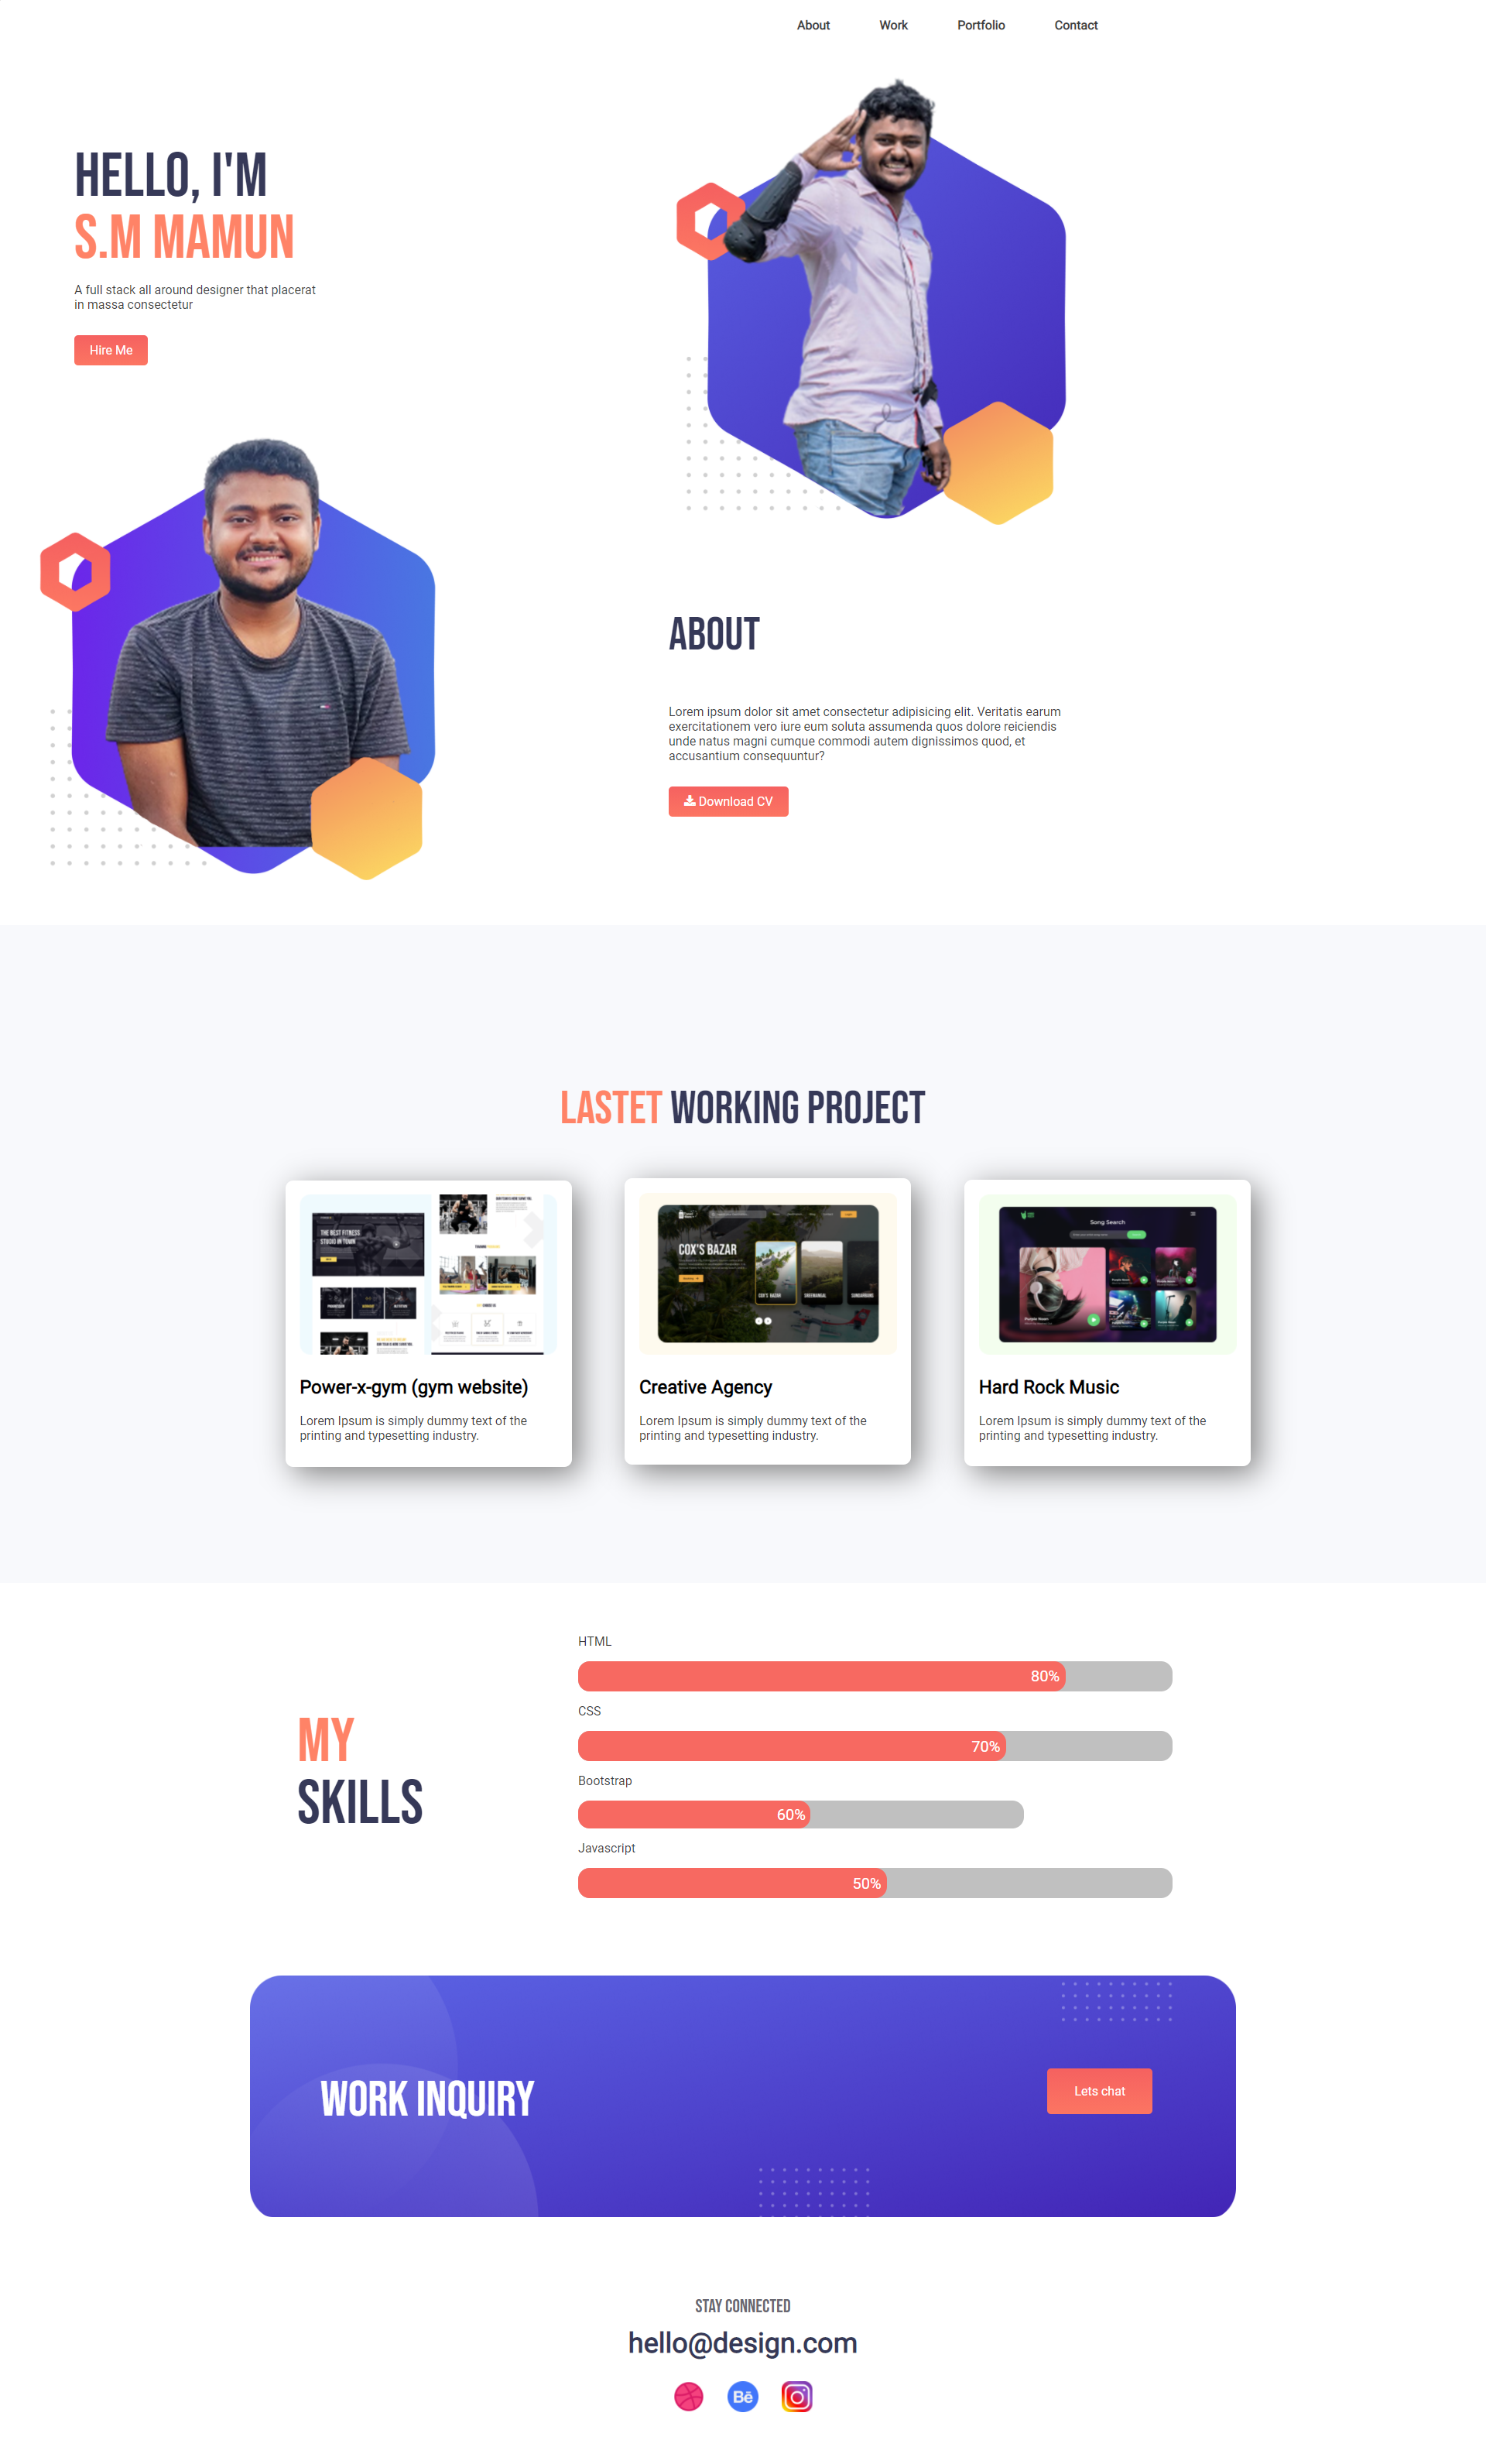 About Work Portfolio Contact
HELLO, I'M
S.M MAMUN
A full stack all around designer that placerat
in massa consectetur
Hire Me
ABOUT
Lorem ipsum dolor sit amet consectetur adipisicing elit. Veritatis earum
exercitationem vero iure eum soluta assumenda quos dolore reiciendis
unde natus magni cumque commodi autem dignissimos quod, et
accusantium consequuntur?
Download CV
LASTET WORKING PROJECT
THE BEST FITNESS
STUDIO IN TOWN
COX'S BAZAR
COX'S BAZAR
SREEMANGAL
SUNDARBANS
Song Search
Power-x-gym (gym website)
Lorem Ipsum is simply dummy text of the
printing and typesetting industry.
Creative Agency
Lorem Ipsum is simply dummy text of the
printing and typesetting industry.
Hard Rock Music
Lorem Ipsum is simply dummy text of the
printing and typesetting industry.
MY
SKILLS
HTML
80%
CSS
70%
Bootstrap
60%
Javascript
50%
WORK INQUIRY
Lets chat
STAY CONNECTED
hello@design.com
Bē